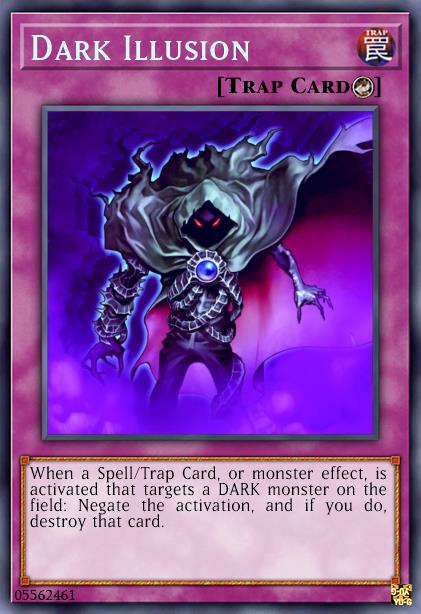 Dark Illusion
TRAP
罠
[Trap Card]
When a Spell/Trap Card, or monster effect, is
activated that targets a DARK monster on the
field: Negate the activation, and if you do,
destroy that card.
05562461